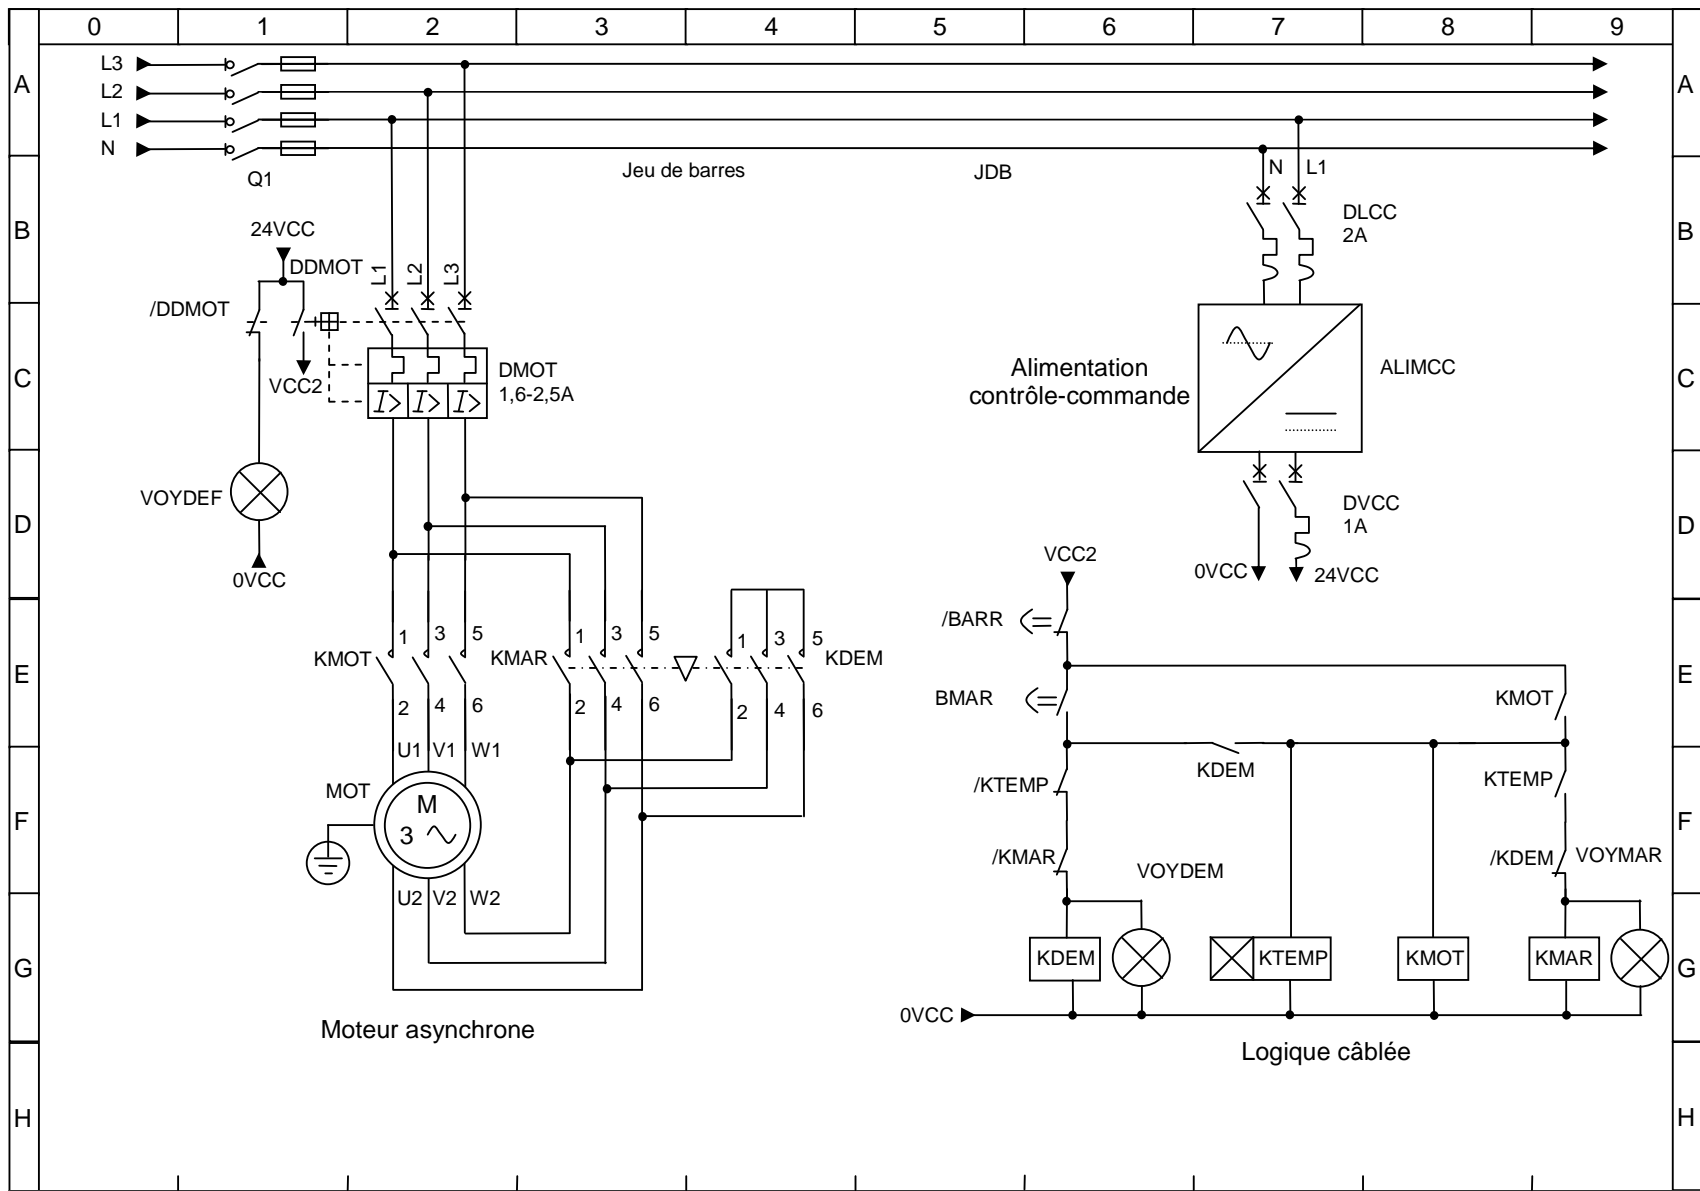 0 1 2 3 4 5 6 7 8 9
A L3 A
L2
L1
N
Q1 Jeu de barres JDB N L1
B 24VCC DLCC B
2A
DDMOT L1 L2 L3
/DDMOT
C VCC2 DMOT C
1,6-2,5A
I> I> I>
Alimentation
contrôle-commande
ALIMCC
D VOYDEF DVCC D
1A
0VCC VCC2 0VCC 24VCC
/BARR
E KMOT 1 3 5 KMAR 1 3 5 1 3 5 KDEM E
2 4 6 2 4 6 2 4 6
BMAR KMOT
U1 V1 W1
MOT M
3
KDEM
/KTEMP KTEMP
F F
/KMAR VOYDEM /KDEM VOYMAR
U2 V2 W2
G KDEM KTEMP KMOT KMAR G
0VCC
Moteur asynchrone
Logique câblée
H H